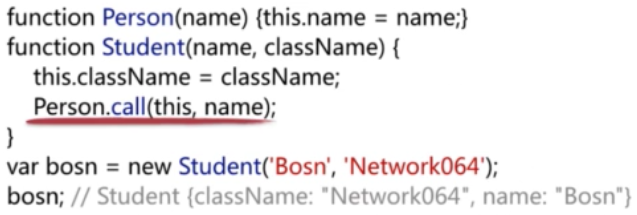 function Person(name) {this.name = name;}
function Student(name, className) {
this.className = className;
Person.call(this, name);
}
var bosn = new Student('Bosn', 'Network064');
bosn; // Student {className: "Network064", name: "Bosn"}